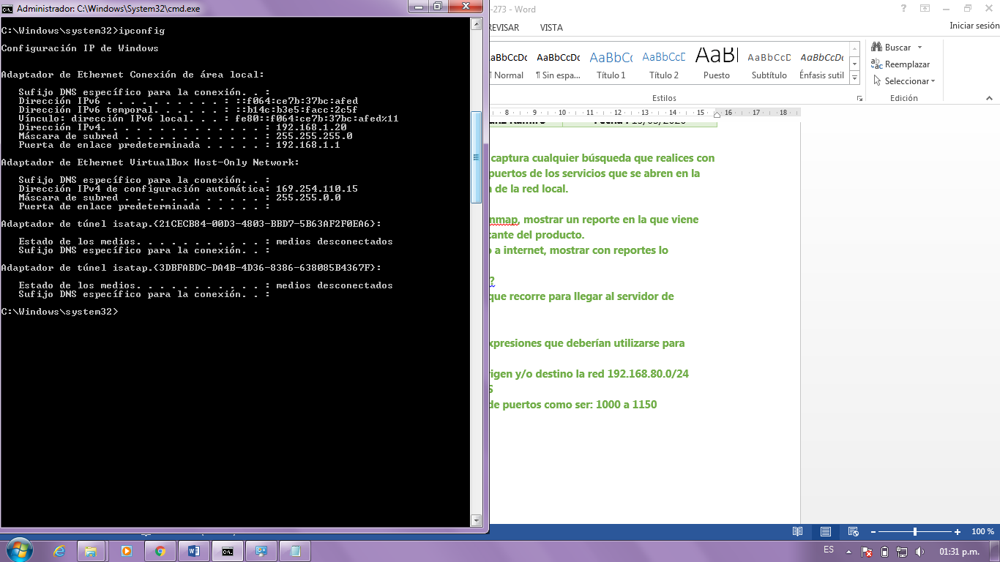 Administrador: C:\Windows\System32\cmd.exe
C:\Windows\system32>ipconfig
Configuración IP de Windows
Adaptador de Ethernet Conexión de área local:
Sufijo DNS específico para la conexión. . :
Dirección IPv6 . . . . . . . . . . : ::f064:ce7b:37bc:afed
Dirección IPv6 temporal. . . . . . : ::b14c:b3e5:facc:2c5f
Vínculo: dirección IPv6 local. . . : fe80::f064:ce7b:37bc:afed%11
Dirección IPv4. . . . . . . . . . . . . . : 192.168.1.20
Máscara de subred . . . . . . . . . . . . : 255.255.255.0
Puerta de enlace predeterminada . . . . . : 192.168.1.1
Adaptador de Ethernet VirtualBox Host-Only Network:
Sufijo DNS específico para la conexión. . :
Dirección IPv4 de configuración automática: 169.254.110.15
Máscara de subred . . . . . . . . . . . . : 255.255.0.0
Puerta de enlace predeterminada . . . . . :
Adaptador de túnel isatap.{21CECB84-00D3-4803-BBD7-5B63AF2F0EA6}:
Estado de los medios. . . . . . . . . . . : medios desconectados
Sufijo DNS específico para la conexión. . :
Adaptador de túnel isatap.{3DBFABDC-DA4B-4D36-8386-638085B4367F}:
Estado de los medios. . . . . . . . . . . : medios desconectados
Sufijo DNS específico para la conexión. . :
C:\Windows\system32>
-273 - Word
REVISAR VISTA
Iniciar sesión
AaBbCcDc AaBbCcDc AaBbCc AaBbCcD AaB AaBbCcD AaBbCcDc
¶ Normal ¶ Sin espa... Título 1 Título 2 Puesto Subtítulo Énfasis sutil
Estilos
Buscar
Reemplazar
Seleccionar
Edición
8 9 10 11 12 13 14 15 16 17 18
captura cualquier búsqueda que realices con
puertos de los servicios que se abren en la
de la red local.
nmap, mostrar un reporte en la que viene
cante del producto.
a internet, mostrar con reportes lo
?
que recorre para llegar al servidor de
xpresiones que deberían utilizarse para
rigen y/o destino la red 192.168.80.0/24
S
de puertos como ser: 1000 a 1150
100 %
ES
01:31 p.m.